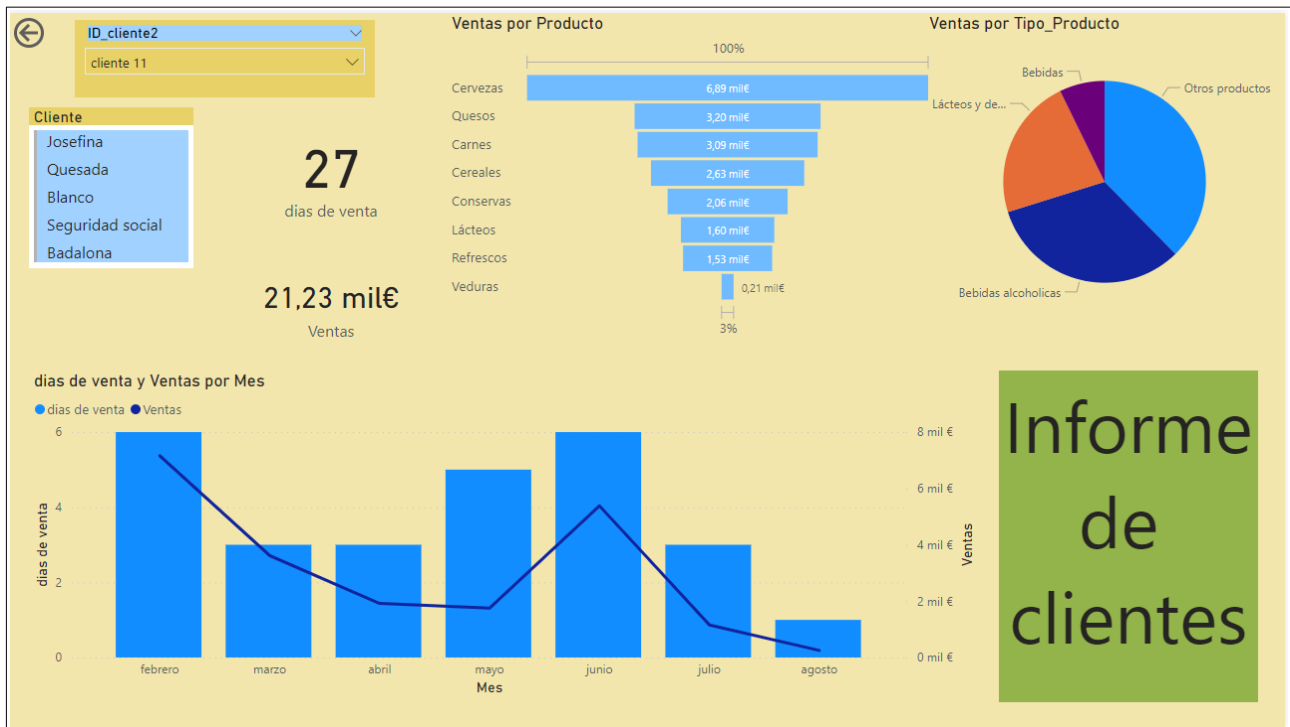 ID_cliente2
cliente 11
Cliente
Josefina
Quesada
Blanco
Seguridad social
Badalona
27
dias de venta
21,23 mil€
Ventas
Ventas por Producto
100%
Cervezas 6,89 mil€
Quesos 3,20 mil€
Carnes 3,09 mil€
Cereales 2,63 mil€
Conservas 2,06 mil€
Lácteos 1,60 mil€
Refrescos 1,53 mil€
Veduras 0,21 mil€
3%
Ventas por Tipo_Producto
Bebidas
Otros productos
Lácteos y de...
Bebidas alcoholicas
dias de venta y Ventas por Mes
dias de venta Ventas
6
4
2
0
dias de venta
8 mil €
6 mil €
4 mil €
2 mil €
0 mil €
Ventas
febrero marzo abril mayo junio julio agosto
Mes
Informe
de
clientes